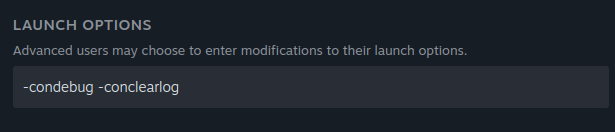 LAUNCH OPTIONS
Advanced users may choose to enter modifications to their launch options.
-condebug -conclearlog